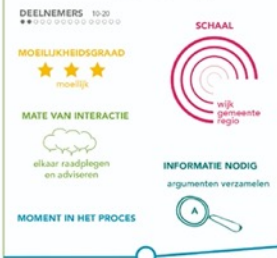 DEELNEMERS 10-20
SCHAAL
MOEILIJKHEIDSGRAAD
moeilijk
wijk
gemeente
regio
MATE VAN INTERACTIE
elkaar raadplegen
en adviseren
INFORMATIE NODIG
argumenten verzamelen
A
MOMENT IN HET PROCES